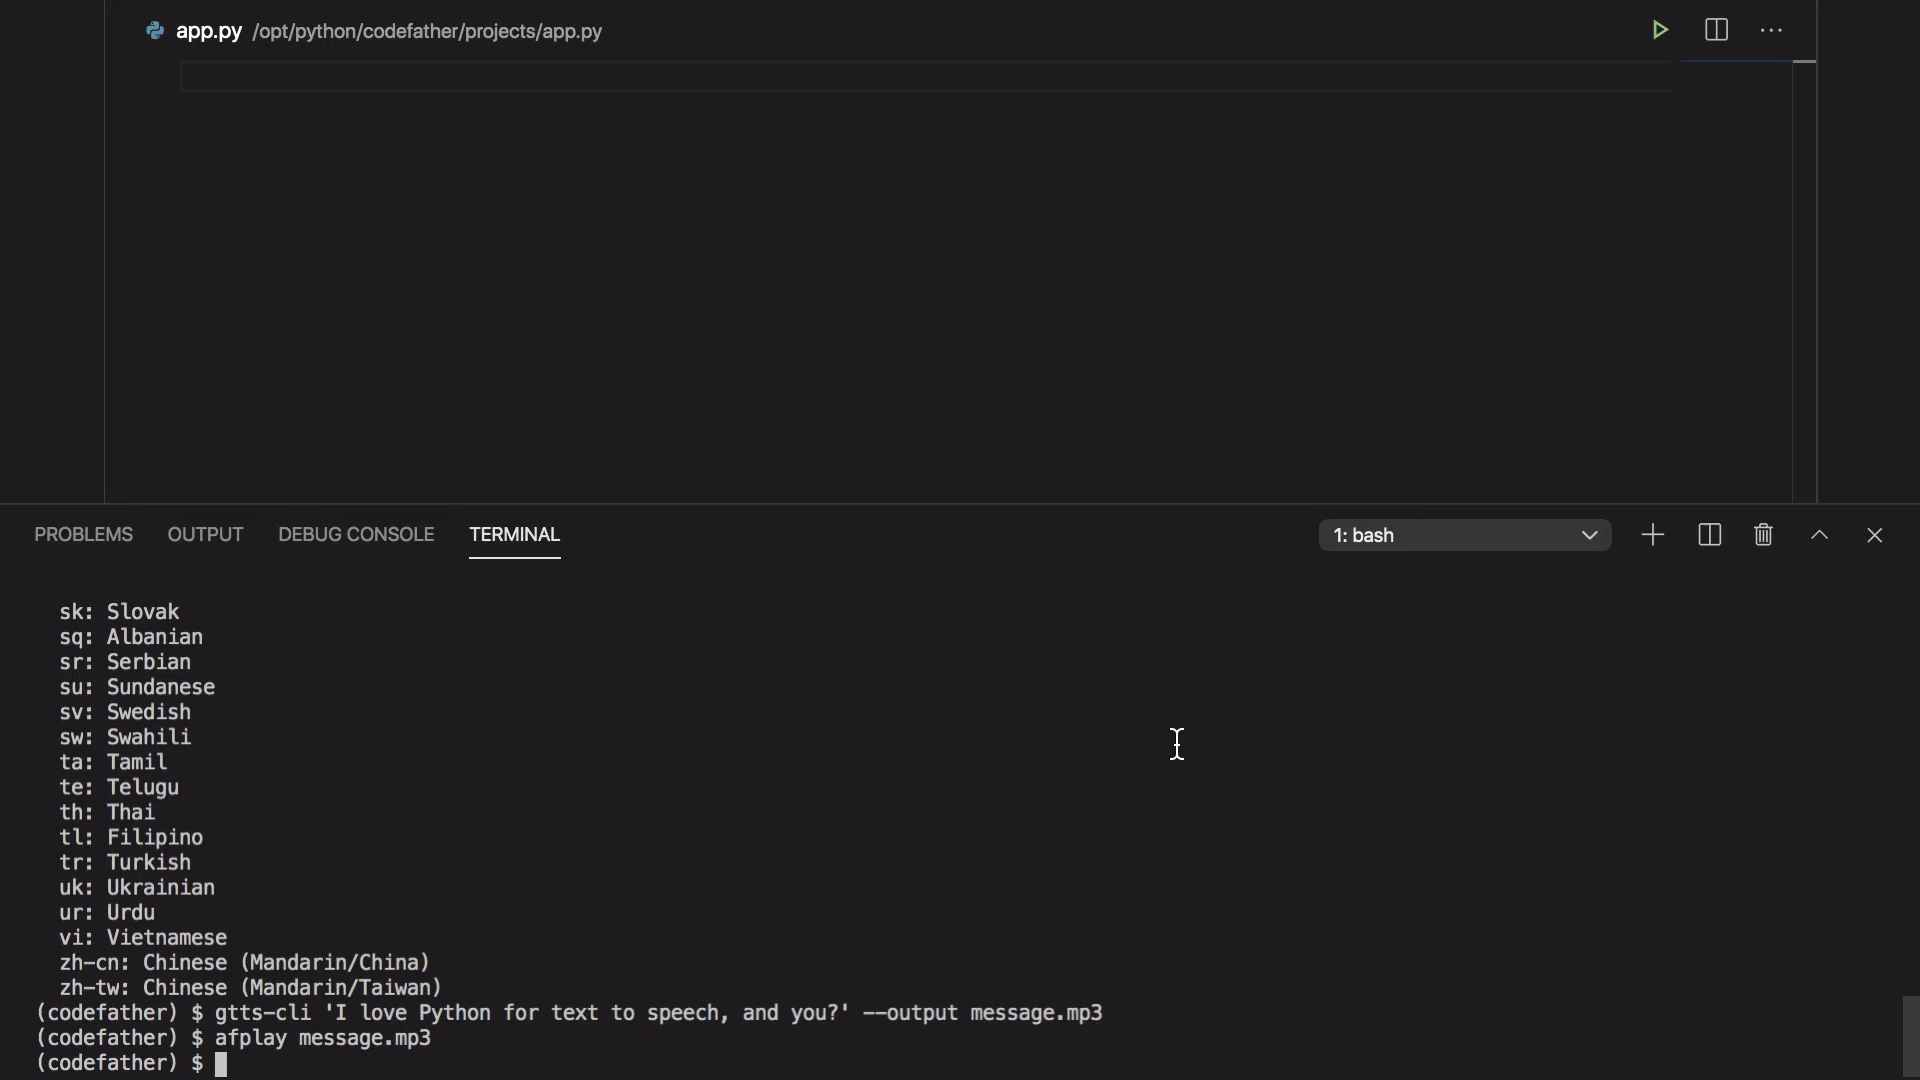 app.py /opt/python/codefather/projects/app.py
PROBLEMS OUTPUT DEBUG CONSOLE TERMINAL 1: bash
sk: Slovak
sq: Albanian
sr: Serbian
su: Sundanese
sv: Swedish
sw: Swahili
ta: Tamil
te: Telugu
th: Thai
tl: Filipino
tr: Turkish
uk: Ukrainian
ur: Urdu
vi: Vietnamese
zh-cn: Chinese (Mandarin/China)
zh-tw: Chinese (Mandarin/Taiwan)
(codefather) $ gtts-cli 'I love Python for text to speech, and you?' --output message.mp3
(codefather) $ afplay message.mp3
(codefather) $